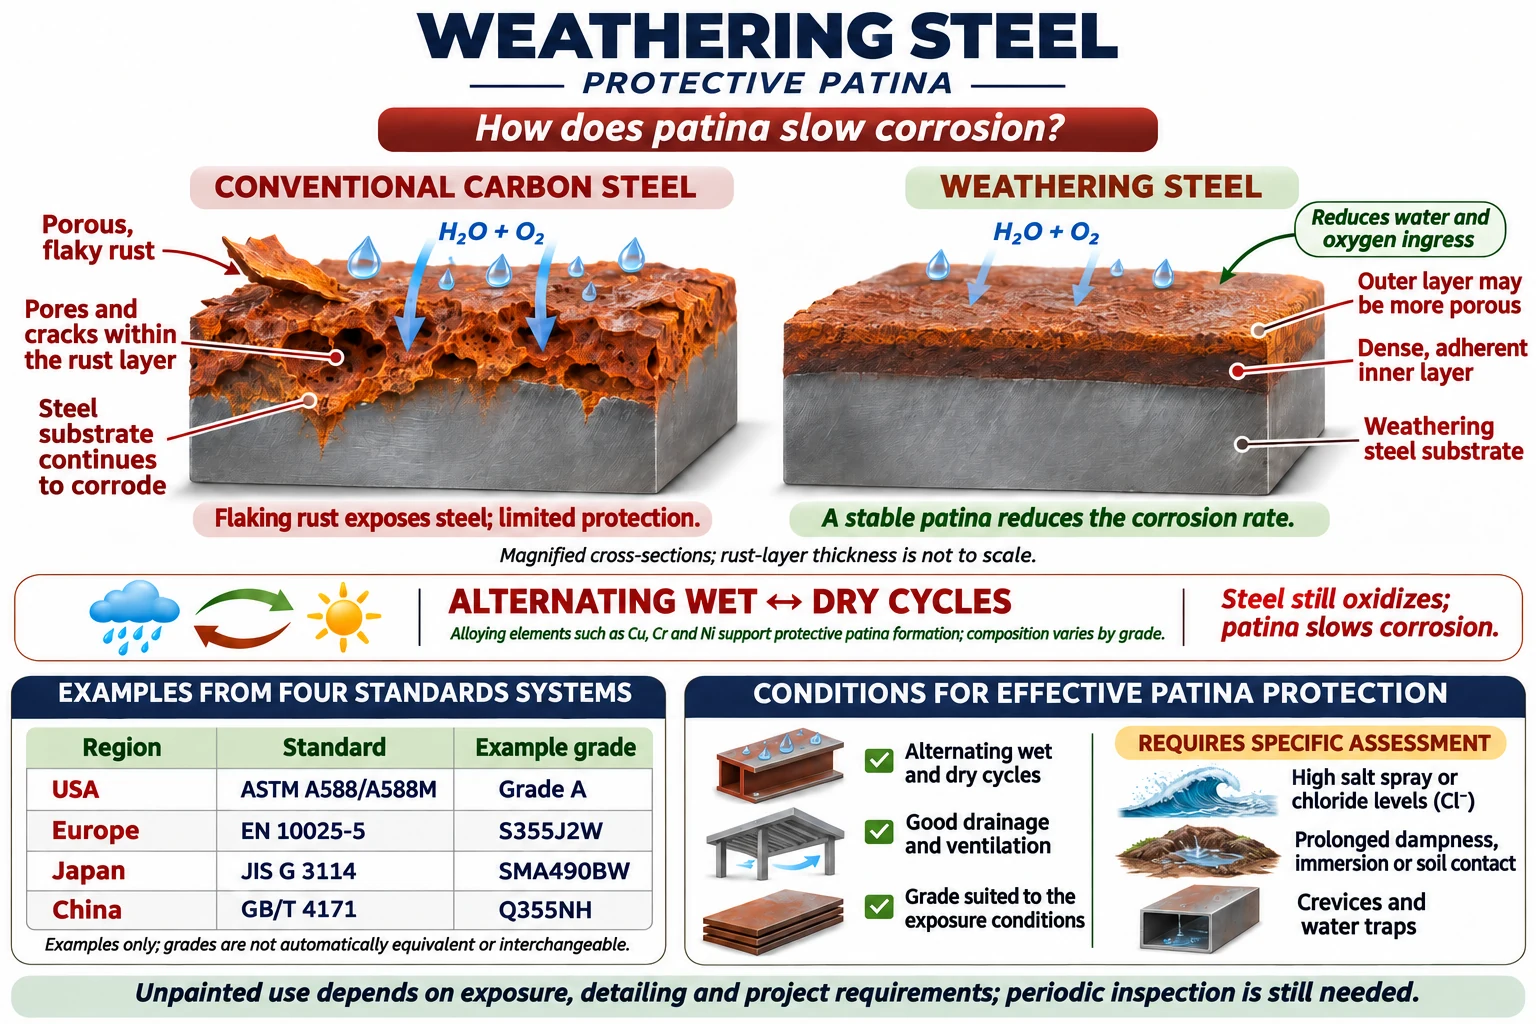 WEATHERING STEEL
PROTECTIVE PATINA
How does patina slow corrosion?
CONVENTIONAL CARBON STEEL
Porous,
flaky rust
H₂O + O₂
Pores and
cracks within
the rust layer
Steel
substrate
continues
to corrode
Flaking rust exposes steel; limited protection.
WEATHERING STEEL
H₂O + O₂
Reduces water and
oxygen ingress
Outer layer may
be more porous
Dense, adherent
inner layer
Weathering
steel substrate
A stable patina reduces the corrosion rate.
Magnified cross-sections; rust-layer thickness is not to scale.
ALTERNATING WET ↔ DRY CYCLES
Alloying elements such as Cu, Cr and Ni support protective patina formation; composition varies by grade.
Steel still oxidizes;
patina slows corrosion.
EXAMPLES FROM FOUR STANDARDS SYSTEMS
Region Standard Example grade
USA ASTM A588/A588M Grade A
Europe EN 10025-5 S355J2W
Japan JIS G 3114 SMA490BW
China GB/T 4171 Q355NH
Examples only; grades are not automatically equivalent or interchangeable.
CONDITIONS FOR EFFECTIVE PATINA PROTECTION
Alternating wet
and dry cycles
Good drainage
and ventilation
Grade suited to the
exposure conditions
REQUIRES SPECIFIC ASSESSMENT
High salt spray or
chloride levels (Cl⁻)
Prolonged dampness,
immersion or soil contact
Crevices and
water traps
Unpainted use depends on exposure, detailing and project requirements; periodic inspection is still needed.